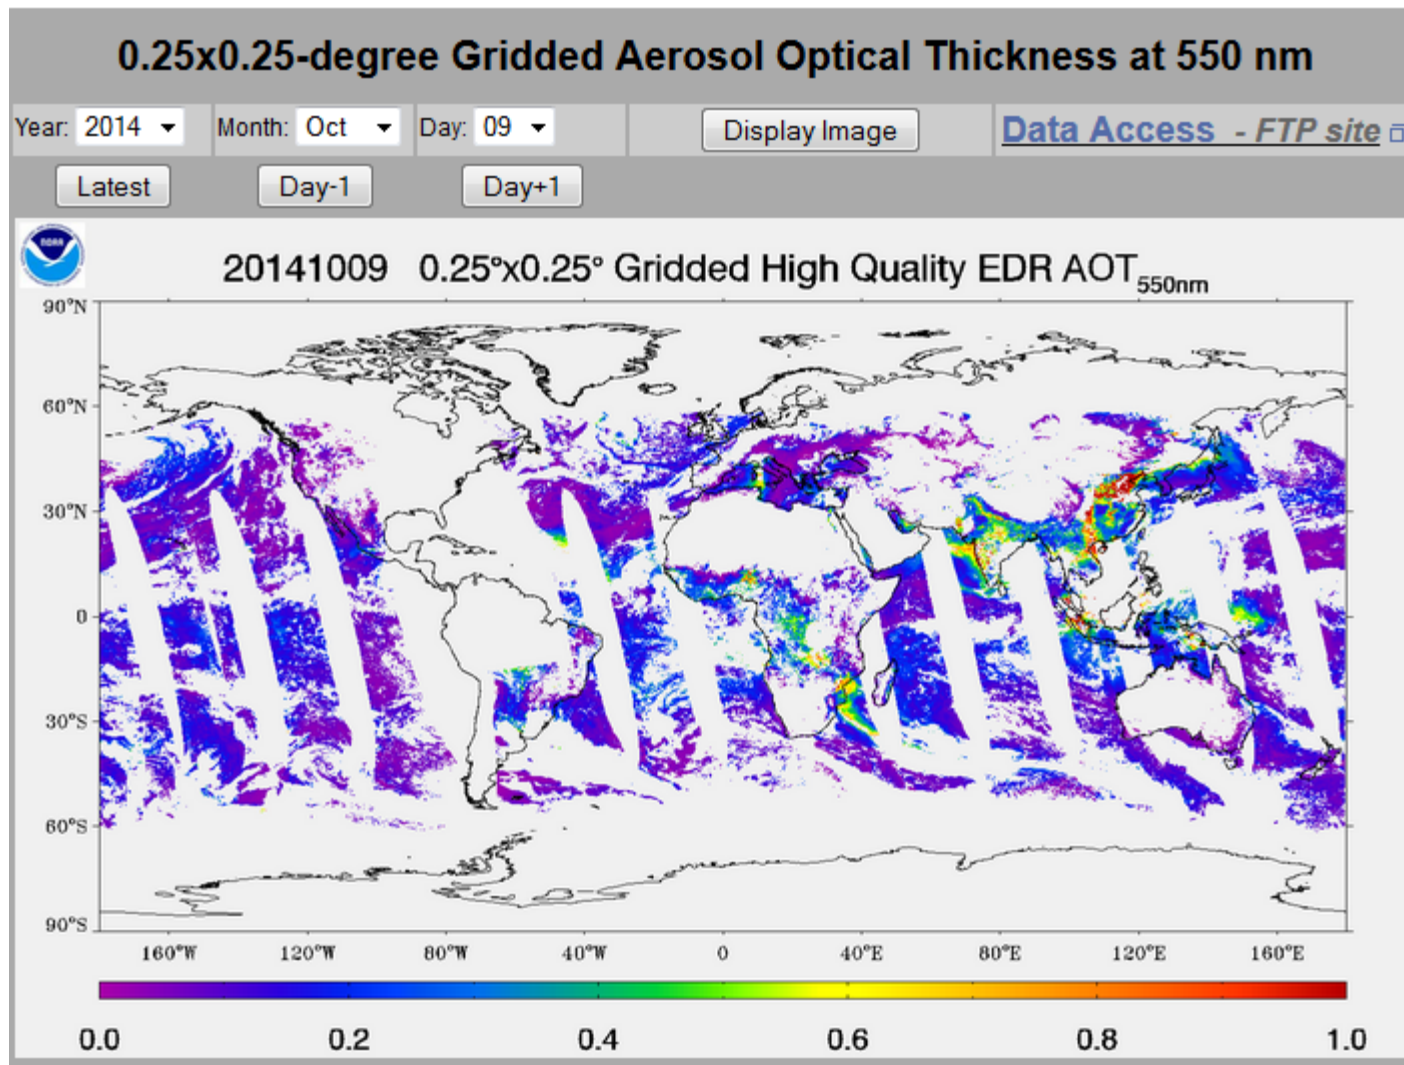 0.25x0.25-degree Gridded Aerosol Optical Thickness at 550 nm
Year: 2014 Month: Oct Day: 09 Display Image Data Access - FTP site
Latest Day-1 Day+1
NOAA
20141009 0.25°x0.25° Gridded High Quality EDR AOT550nm
90°N
60°N
30°N
0
30°S
60°S
90°S
160°W 120°W 80°W 40°W 0 40°E 80°E 120°E 160°E
0.0 0.2 0.4 0.6 0.8 1.0